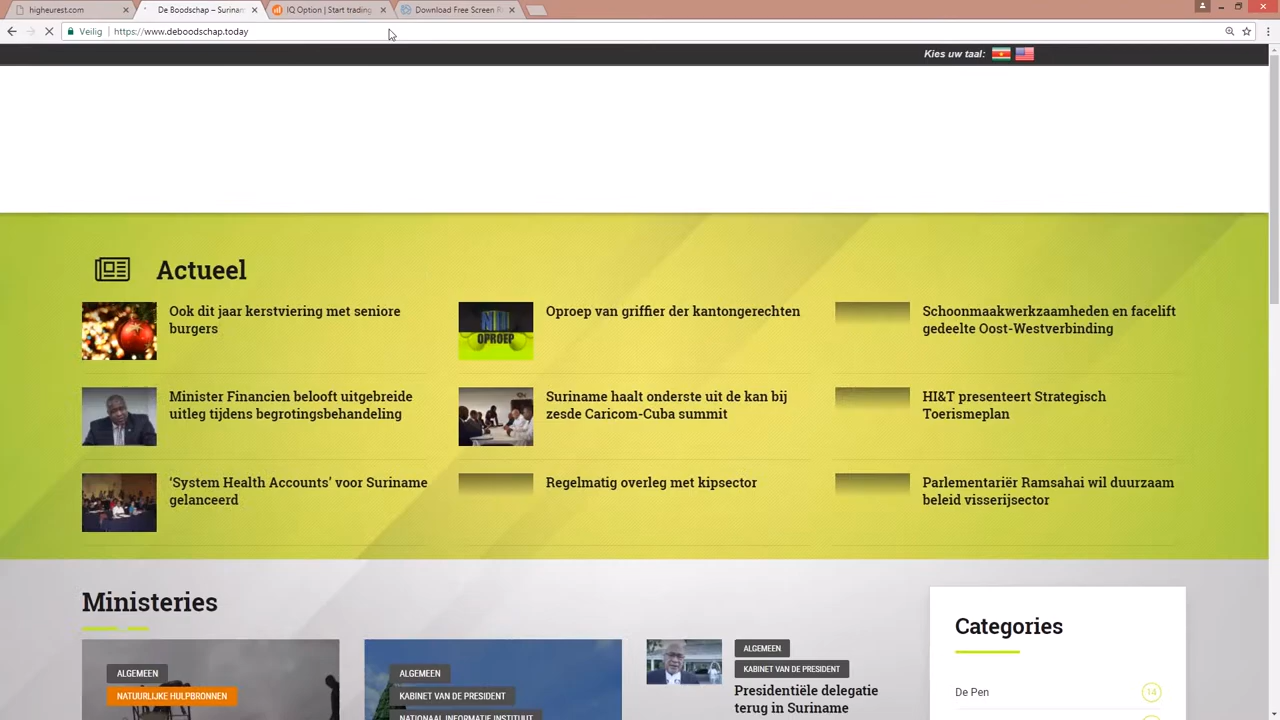 higheurest.com
De Boodschap – Surinam
IQ Option | Start trading
Download Free Screen R
Veilig
https://www.deboodschap.today
Kies uw taal:
Actueel
Ook dit jaar kerstviering met seniore
burgers
OPROEP
Oproep van griffier der kantongerechten
Schoonmaakwerkzaamheden en facelift
gedeelte Oost-Westverbinding
Minister Financien belooft uitgebreide
uitleg tijdens begrotingsbehandeling
Suriname haalt onderste uit de kan bij
zesde Caricom-Cuba summit
HI&T presenteert Strategisch
Toerismeplan
‘System Health Accounts’ voor Suriname
gelanceerd
Regelmatig overleg met kipsector
Parlementariër Ramsahai wil duurzaam
beleid visserijsector
Ministeries
ALGEMEEN
NATUURLIJKE HULPBRONNEN
ALGEMEEN
KABINET VAN DE PRESIDENT
NATIONAAL INFORMATIE INSTITUUT
ALGEMEEN
KABINET VAN DE PRESIDENT
Presidentiële delegatie
terug in Suriname
Categories
De Pen
14